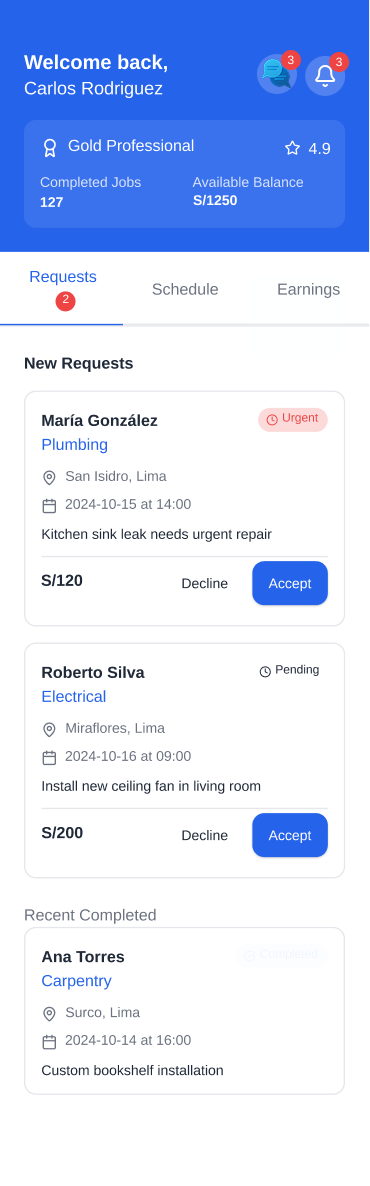 Welcome back,
Carlos Rodriguez
3
3
Gold Professional
4.9
Completed Jobs
127
Available Balance
S/1250
Requests
2
Schedule
Earnings
New Requests
María González
Urgent
Plumbing
San Isidro, Lima
2024-10-15 at 14:00
Kitchen sink leak needs urgent repair
S/120
Decline
Accept
Roberto Silva
Pending
Electrical
Miraflores, Lima
2024-10-16 at 09:00
Install new ceiling fan in living room
S/200
Decline
Accept
Recent Completed
Ana Torres
Completed
Carpentry
Surco, Lima
2024-10-14 at 16:00
Custom bookshelf installation